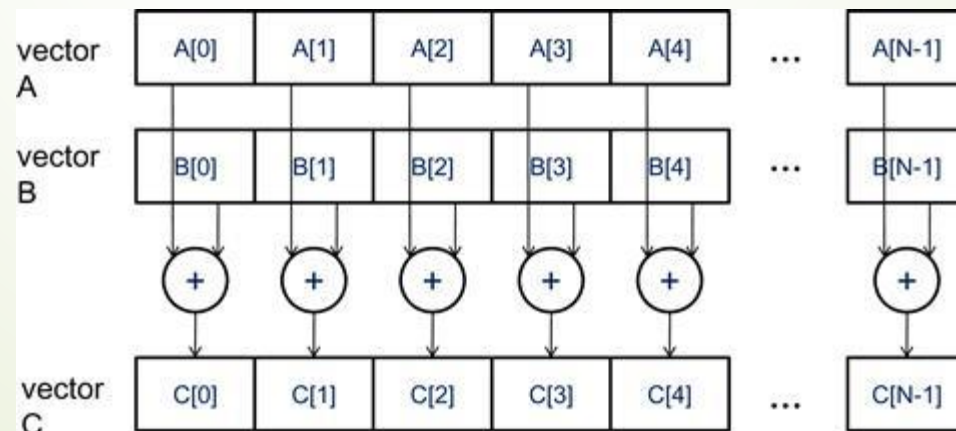 vector A A[0] A[1] A[2] A[3] A[4] ... A[N-1]
vector B B[0] B[1] B[2] B[3] B[4] ... B[N-1]
+ + + + + +
vector C C[0] C[1] C[2] C[3] C[4] ... C[N-1]